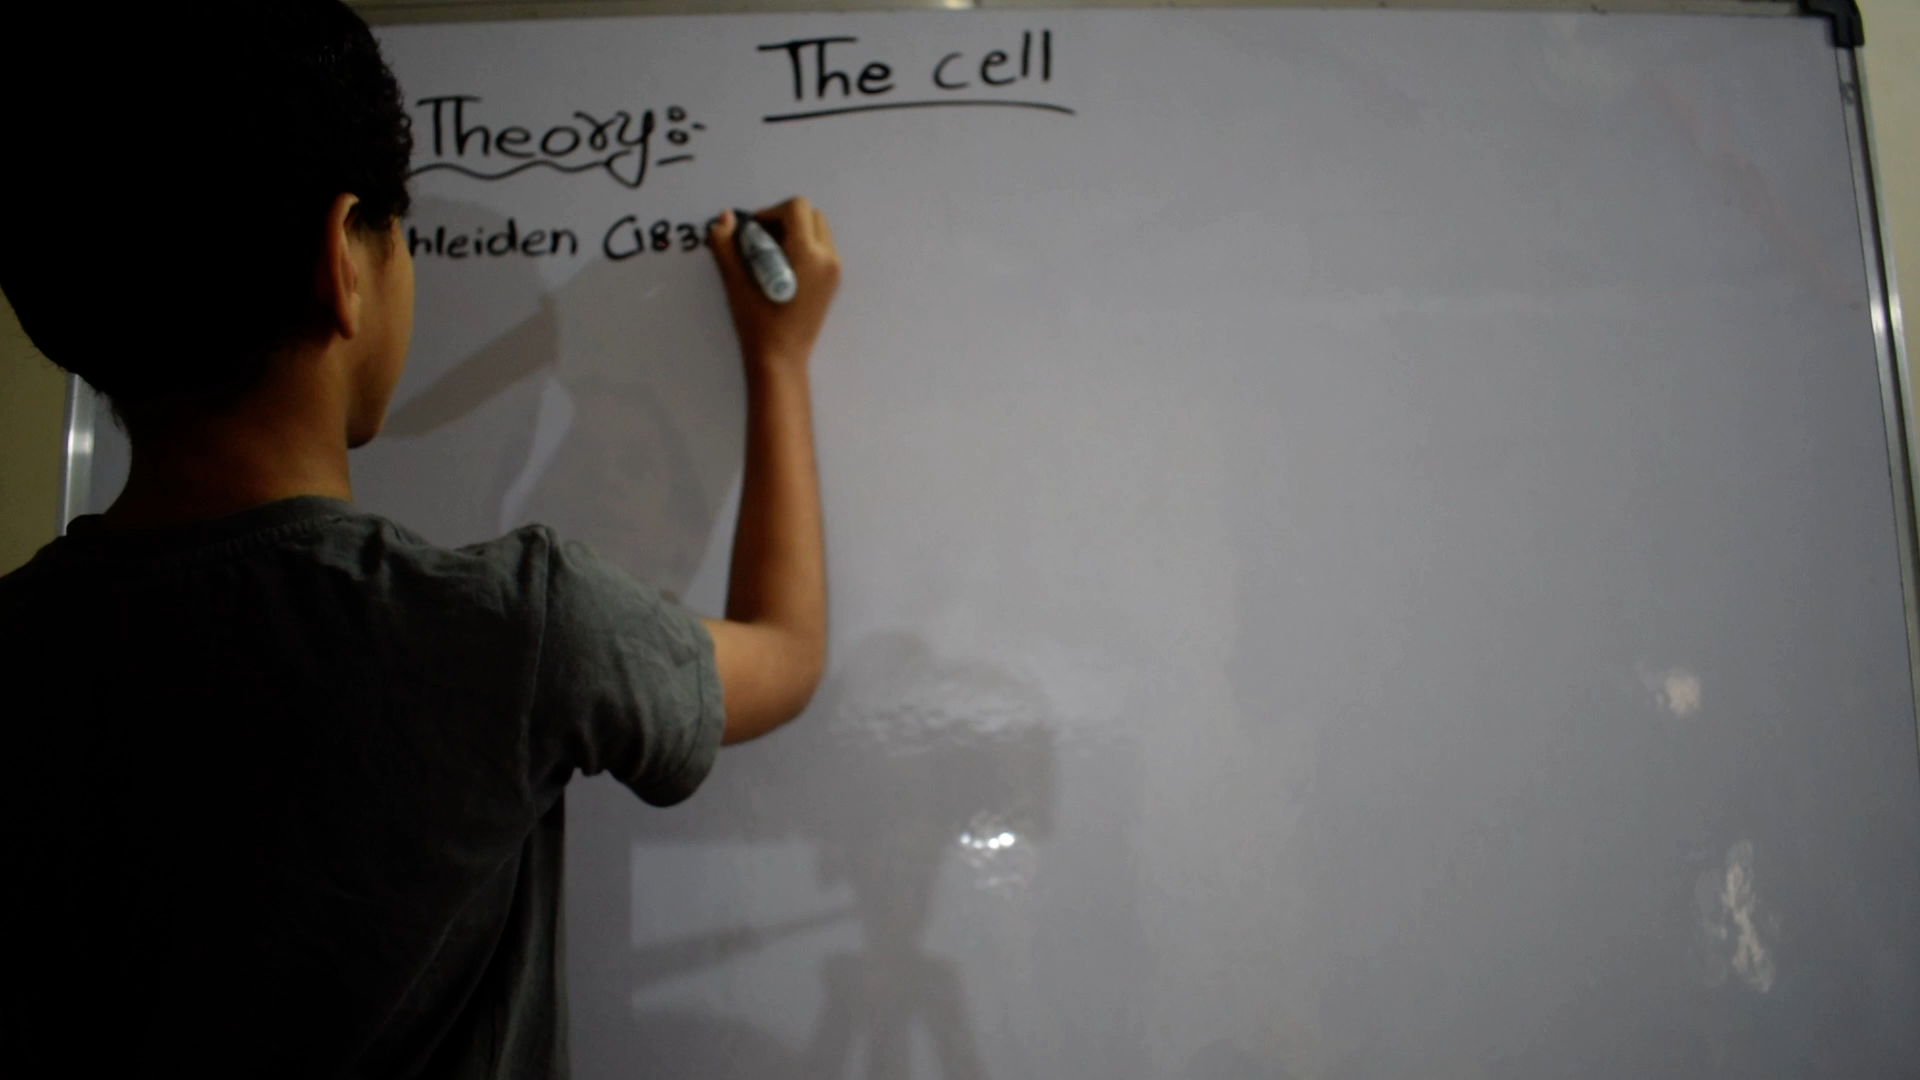 The cell
Theory:-
hleiden (183